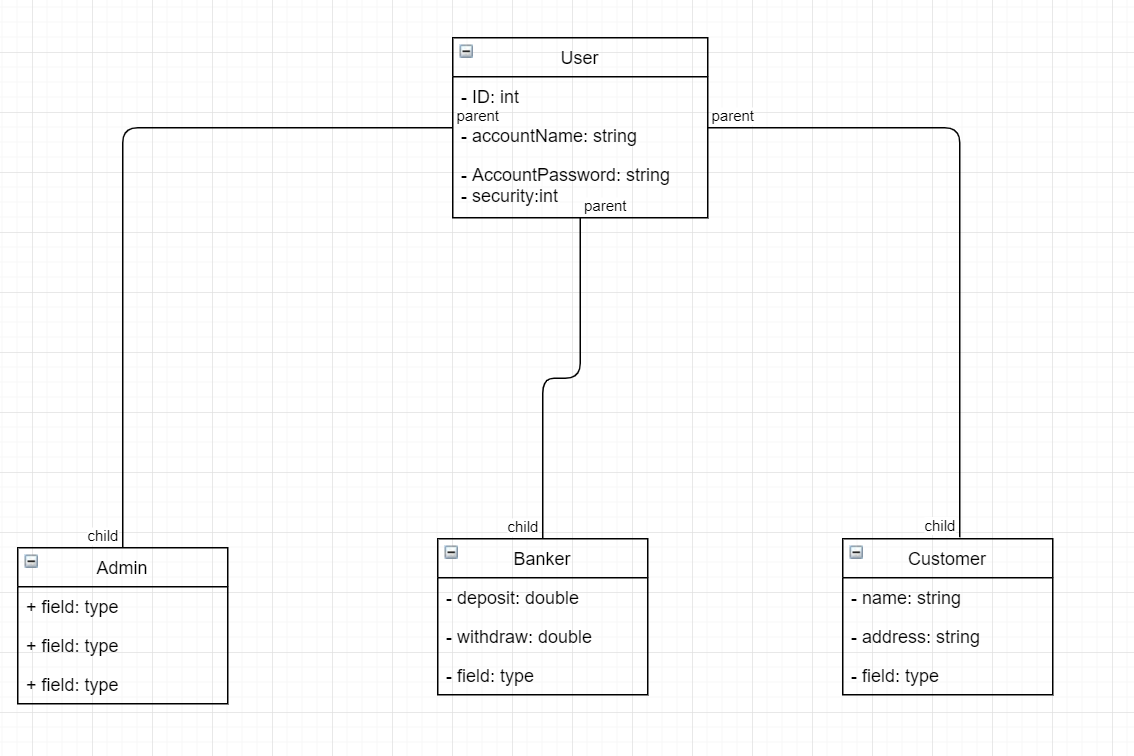 User
- ID: int
parent
parent
- accountName: string
- AccountPassword: string
- security:int
parent
child
child
child
Admin
+ field: type
+ field: type
+ field: type
Banker
- deposit: double
- withdraw: double
- field: type
Customer
- name: string
- address: string
- field: type